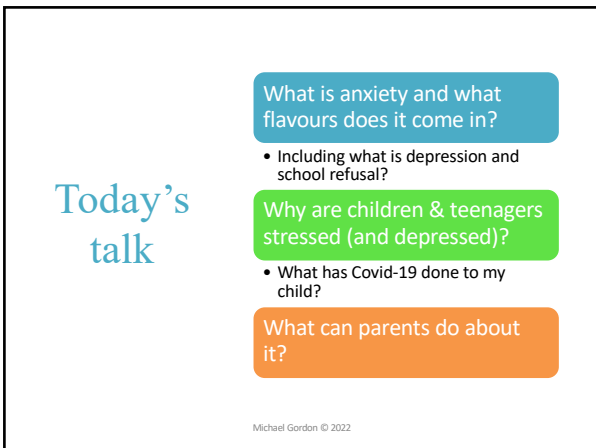 Today's
talk
What is anxiety and what
flavours does it come in?
• Including what is depression and
school refusal?
Why are children & teenagers
stressed (and depressed)?
• What has Covid-19 done to my
child?
What can parents do about
it?
Michael Gordon © 2022